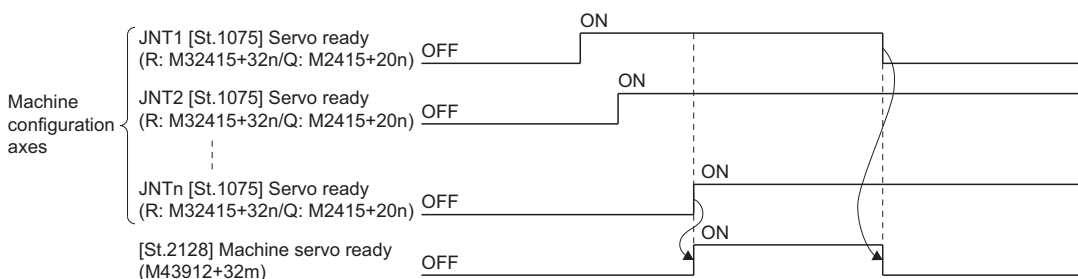 ON
JNT1 [St.1075] Servo ready
(R: M32415+32n/Q: M2415+20n)
OFF
ON
JNT2 [St.1075] Servo ready
(R: M32415+32n/Q: M2415+20n)
OFF
Machine
configuration
axes
ON
JNTn [St.1075] Servo ready
(R: M32415+32n/Q: M2415+20n)
OFF
ON
[St.2128] Machine servo ready
(M43912+32m)
OFF